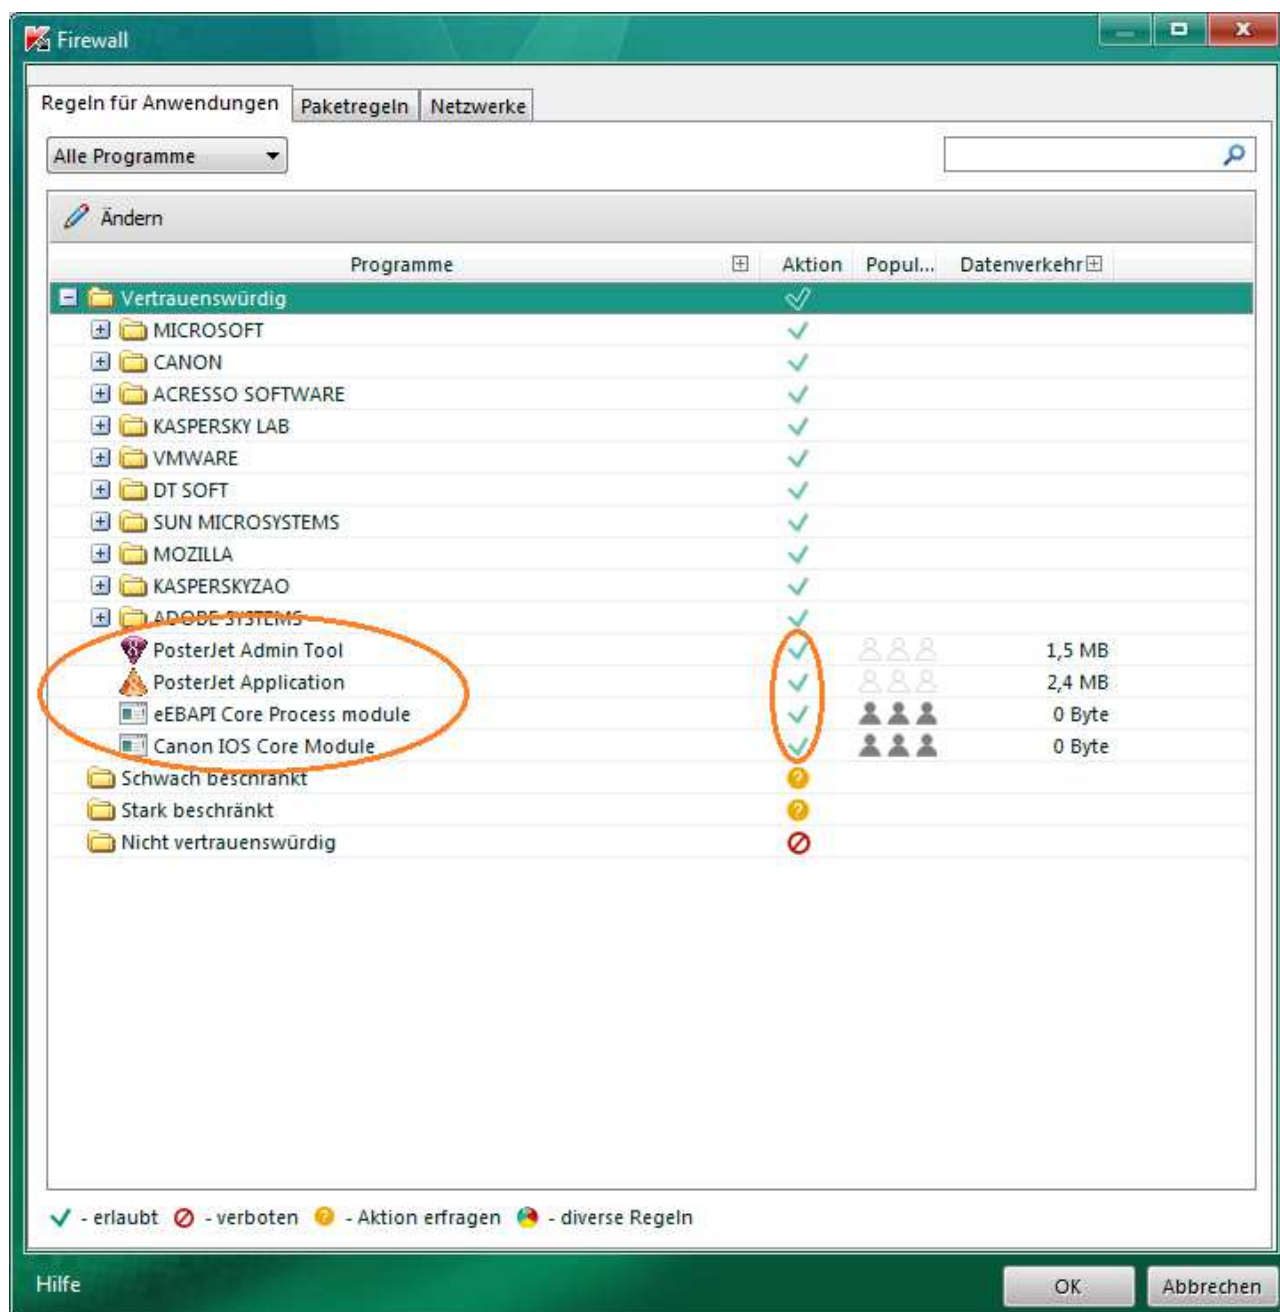 Firewall
Regeln für Anwendungen Paketregeln Netzwerke
Alle Programme
Ändern
Programme Aktion Popul... Datenverkehr
Vertrauenswürdig
MICROSOFT
CANON
ACRESSO SOFTWARE
KASPERSKY LAB
VMWARE
DT SOFT
SUN MICROSYSTEMS
MOZILLA
KASPERSKYZAO
ADOBE SYSTEMS
PosterJet Admin Tool 1,5 MB
PosterJet Application 2,4 MB
eEBAPI Core Process module 0 Byte
Canon IOS Core Module 0 Byte
Schwach beschränkt
Stark beschränkt
Nicht vertrauenswürdig
- erlaubt - verboten - Aktion erfragen - diverse Regeln
Hilfe OK Abbrechen